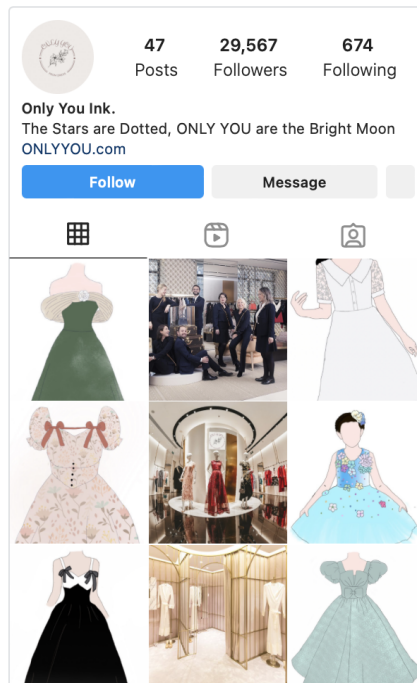 47 29,567 674
Posts Followers Following
Only You Ink.
The Stars are Dotted, ONLY YOU are the Bright Moon
ONLYYOU.com
Follow Message